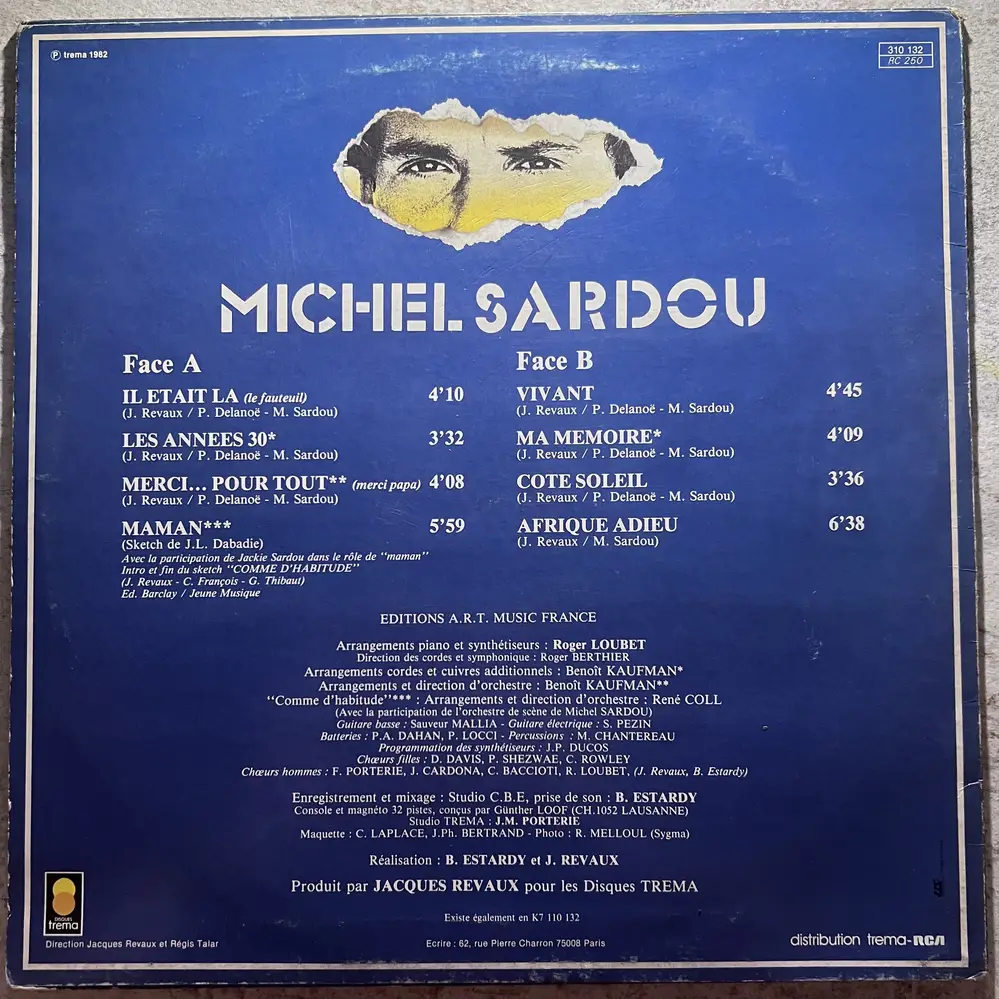 ℗ trema 1982
310 132
RC 250
MICHEL SARDOU
Face A
IL ETAIT LA (le fauteuil) 4'10
(J. Revaux / P. Delanoë - M. Sardou)
LES ANNEES 30* 3'32
(J. Revaux / P. Delanoë - M. Sardou)
MERCI... POUR TOUT** (merci papa) 4'08
(J. Revaux / P. Delanoë - M. Sardou)
MAMAN*** 5'59
(Sketch de J.L. Dabadie)
Avec la participation de Jackie Sardou dans le rôle de "maman"
Intro et fin du sketch "COMME D'HABITUDE"
(J. Revaux - C. François - G. Thibaut)
Ed. Barclay / Jeune Musique
Face B
VIVANT 4'45
(J. Revaux / P. Delanoë - M. Sardou)
MA MEMOIRE* 4'09
(J. Revaux / P. Delanoë - M. Sardou)
COTE SOLEIL 3'36
(J. Revaux / P. Delanoë - M. Sardou)
AFRIQUE ADIEU 6'38
(J. Revaux / M. Sardou)
EDITIONS A.R.T. MUSIC FRANCE
Arrangements piano et synthétiseurs : Roger LOUBET
Direction des cordes et symphonique : Roger BERTHIER
Arrangements cordes et cuivres additionnels : Benoît KAUFMAN*
Arrangements et direction d'orchestre : Benoît KAUFMAN**
"Comme d'habitude"*** : Arrangements et direction d'orchestre : René COLL
(Avec la participation de l'orchestre de scène de Michel SARDOU)
Guitare basse : Sauveur MALLIA - Guitare électrique : S. PEZIN
Batteries : P.A. DAHAN, P. LOCCI - Percussions : M. CHANTEREAU
Programmation des synthétiseurs : J.P. DUCOS
Chœurs filles : D. DAVIS, P. SHEZWAE, C. ROWLEY
Chœurs hommes : F. PORTERIE, J. CARDONA, C. BACCIOTI, R. LOUBET, (J. Revaux, B. Estardy)
Enregistrement et mixage : Studio C.B.E, prise de son : B. ESTARDY
Console et magnéto 32 pistes, conçus par Günther LOOF (CH.1052 LAUSANNE)
Studio TREMA : J.M. PORTERIE
Maquette : C. LAPLACE, J.Ph. BERTRAND - Photo : R. MELLOUL (Sygma)
Réalisation : B. ESTARDY et J. REVAUX
Produit par JACQUES REVAUX pour les Disques TREMA
Existe également en K7 110 132
DISQUES
trema
Direction Jacques Revaux et Régis Talar
Ecrire : 62, rue Pierre Charron 75008 Paris
distribution trema-RCA